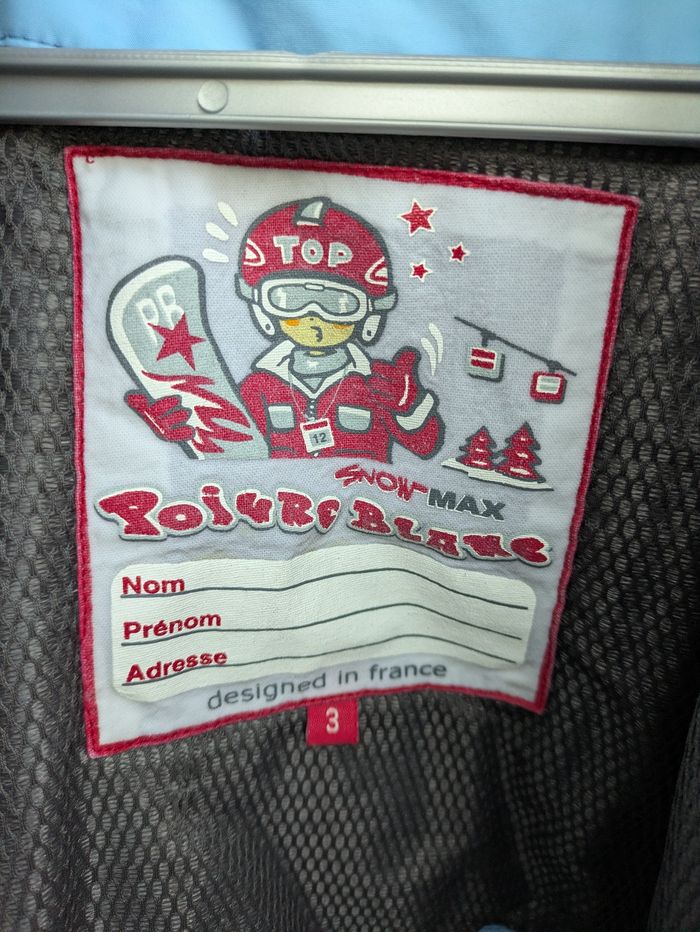 TOP
PB
12
SNOW MAX
Poivre Blanc
Nom
Prénom
Adresse
designed in france
3